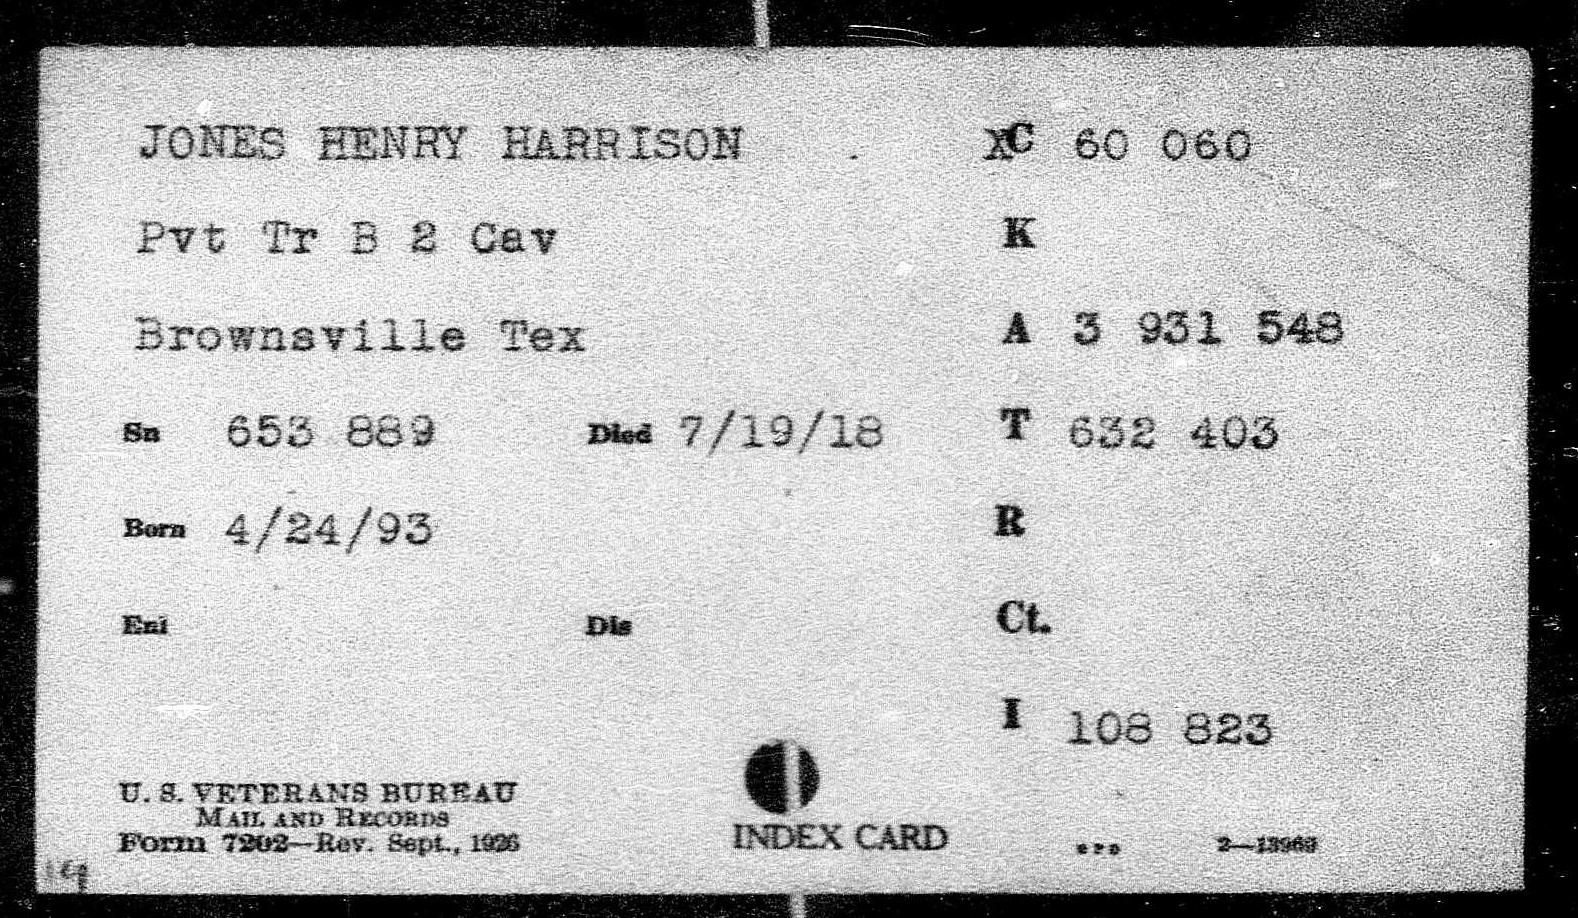 JONES HENRY HARRISON . XC 60 060
Pvt Tr B 2 Cav K
Brownsville Tex A 3 931 548
Sn 653 889 Died 7/19/18 T 632 403
Born 4/24/93 R
Enl Dis Ct.
I 108 823
U. S. VETERANS BUREAU
MAIL AND RECORDS
Form 7202—Rev. Sept., 1926
INDEX CARD
2—13963